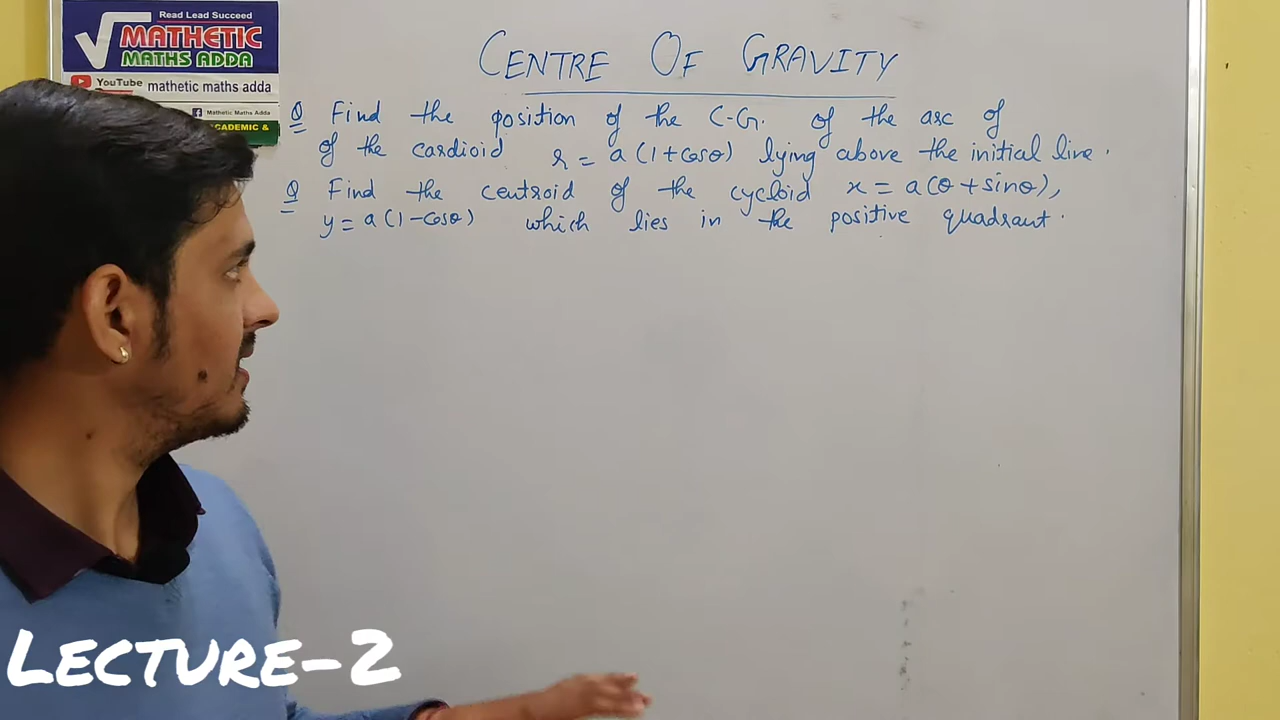 Read Lead Succeed
MATHETIC
MATHS ADDA
YouTube mathetic maths adda
Mathetic Maths Adda
ACADEMIC &
CENTRE OF GRAVITY
Q Find the position of the C.G. of the arc of
of the cardioid r = a(1+cosθ) lying above the initial line.
Q Find the centroid of the cycloid x = a(θ+sinθ),
y = a(1-cosθ) which lies in the positive quadrant.
LECTURE-2